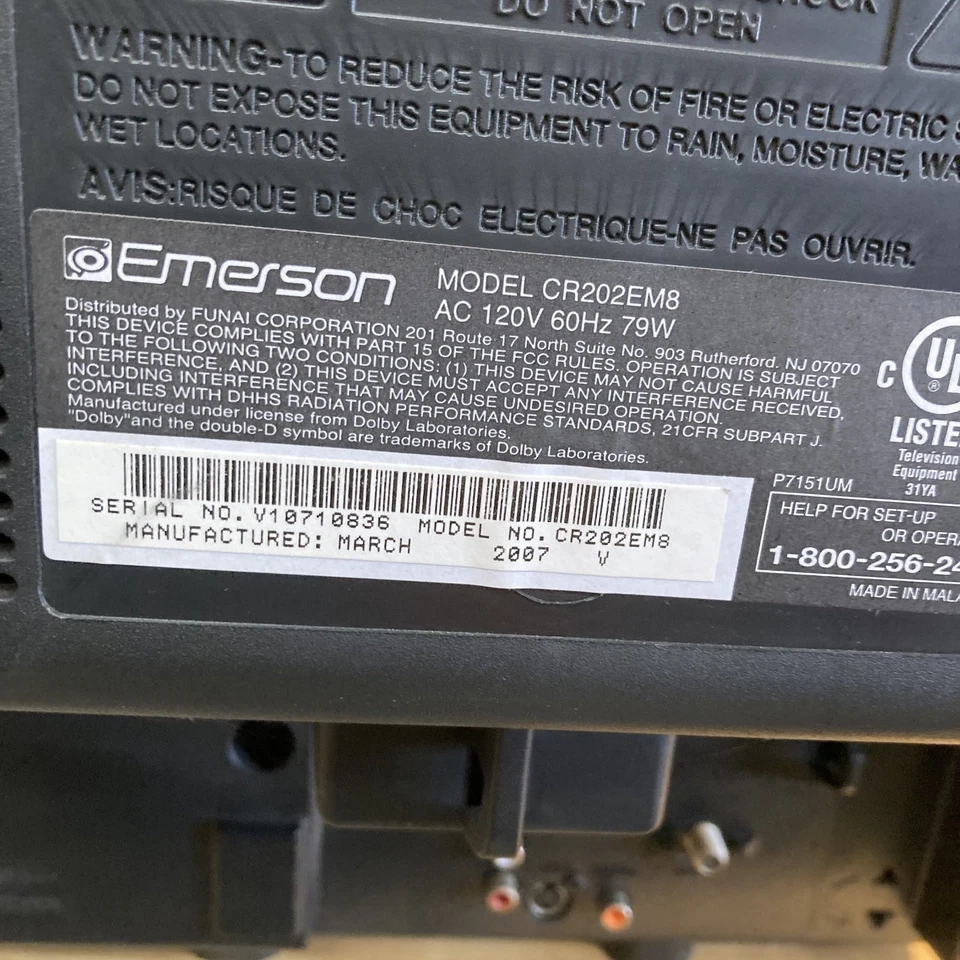 DO NOT OPEN
WARNING-TO REDUCE THE RISK OF FIRE OR ELECTRIC
DO NOT EXPOSE THIS EQUIPMENT TO RAIN, MOISTURE,
WET LOCATIONS.
AVIS:RISQUE DE CHOC ELECTRIQUE-NE PAS OUVRIR.
Emerson
MODEL CR202EM8
AC 120V 60Hz 79W
Distributed by FUNAI CORPORATION 201 Route 17 North Suite No. 903 Rutherford. NJ 07070
THIS DEVICE COMPLIES WITH PART 15 OF THE FCC RULES. OPERATION IS SUBJECT
TO THE FOLLOWING TWO CONDITIONS: (1) THIS DEVICE MAY NOT CAUSE HARMFUL
INTERFERENCE, AND (2) THIS DEVICE MUST ACCEPT ANY INTERFERENCE RECEIVED,
INCLUDING INTERFERENCE THAT MAY CAUSE UNDESIRED OPERATION.
COMPLIES WITH DHHS RADIATION PERFORMANCE STANDARDS, 21CFR SUBPART J.
Manufactured under license from Dolby Laboratories.
"Dolby"and the double-D symbol are trademarks of Dolby Laboratories.
C UL ®
LISTE
Television
Equipment
31YA
P7151UM
HELP FOR SET-UP
OR OPERA
1-800-256-24
MADE IN MALA
SERIAL NO. V10710836 MODEL NO. CR202EM8
MANUFACTURED: MARCH 2007 V